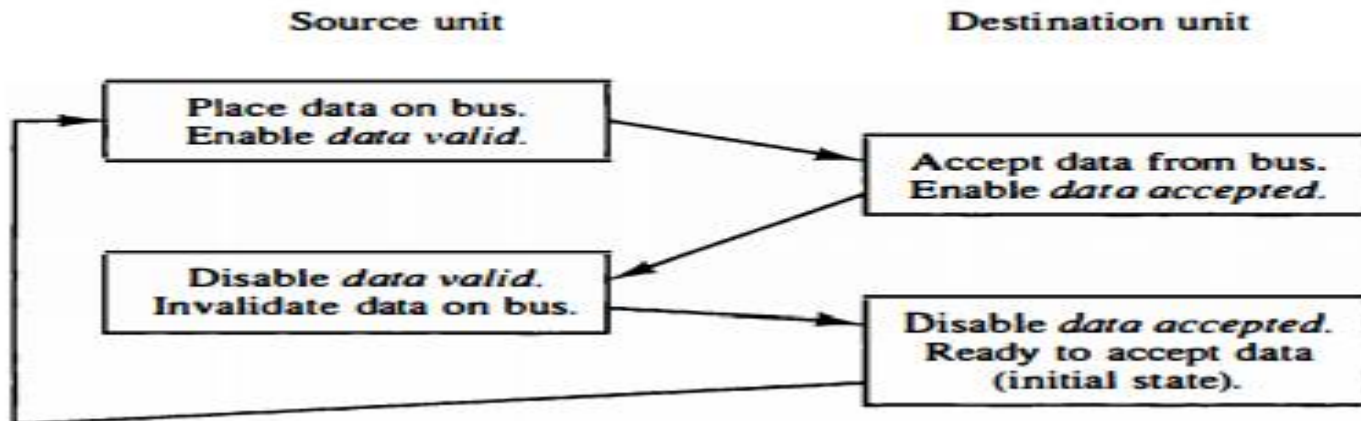 Source unit
Destination unit
Place data on bus.
Enable data valid.
Accept data from bus.
Enable data accepted.
Disable data valid.
Invalidate data on bus.
Disable data accepted.
Ready to accept data
(initial state).